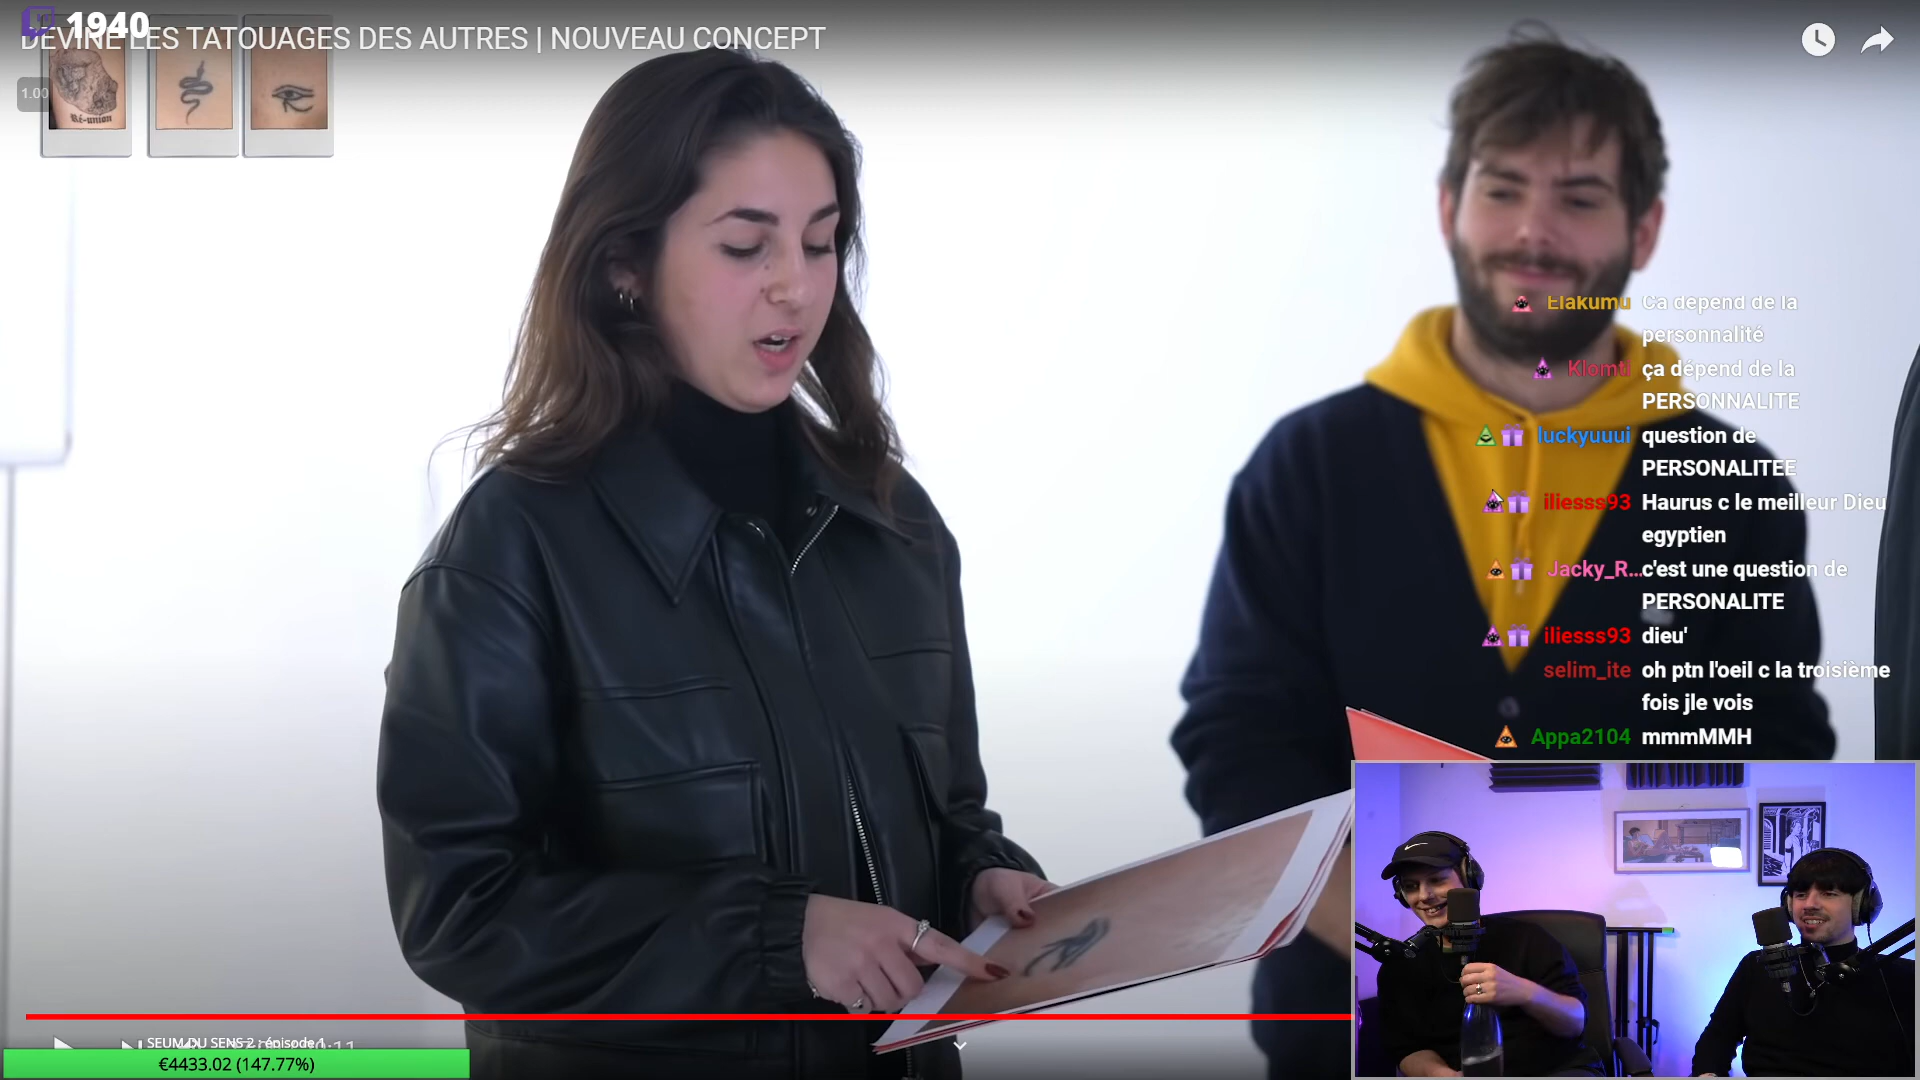 1940
DEVINE LES TATOUAGES DES AUTRES | NOUVEAU CONCEPT
1.00
Ré-union
Elakumu Ca dépend de la
personnalité
Klomti ça dépend de la
PERSONNALITE
luckyuuui question de
PERSONALITEE
iliesss93 Haurus c le meilleur Dieu
egyptien
Jacky_R... c'est une question de
PERSONALITE
iliesss93 dieu'
selim_ite oh ptn l'oeil c la troisième
fois jle vois
Appa2104 mmmMMH
SEUM DU SENS 2 : épisode 1
€4433.02 (147.77%)